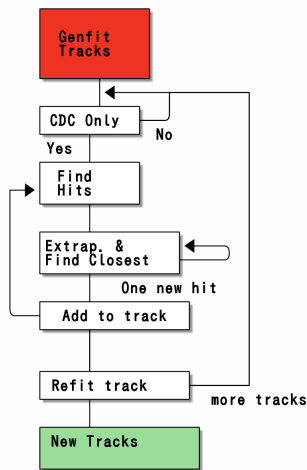 Genfit
Tracks
CDC Only
No
Yes
Find
Hits
Extrap. &
Find Closest
One new hit
Add to track
Refit track
more tracks
New Tracks